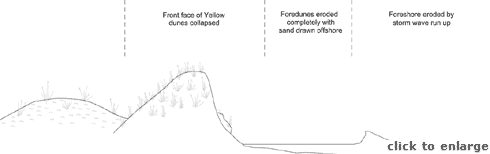 Front face of Yellow
dunes collapsed
Foredunes eroded
completely with
sand drawn offshore
Foreshore eroded by
storm wave run up
click to enlarge